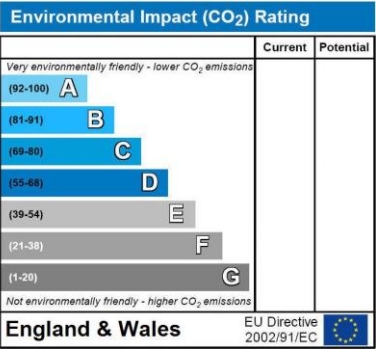 Environmental Impact (CO₂) Rating
Current Potential
Very environmentally friendly - lower CO₂ emissions
(92-100) A
(81-91) B
(69-80) C
(55-68) D
(39-54) E
(21-38) F
(1-20) G
Not environmentally friendly - higher CO₂ emissions
England & Wales
EU Directive
2002/91/EC